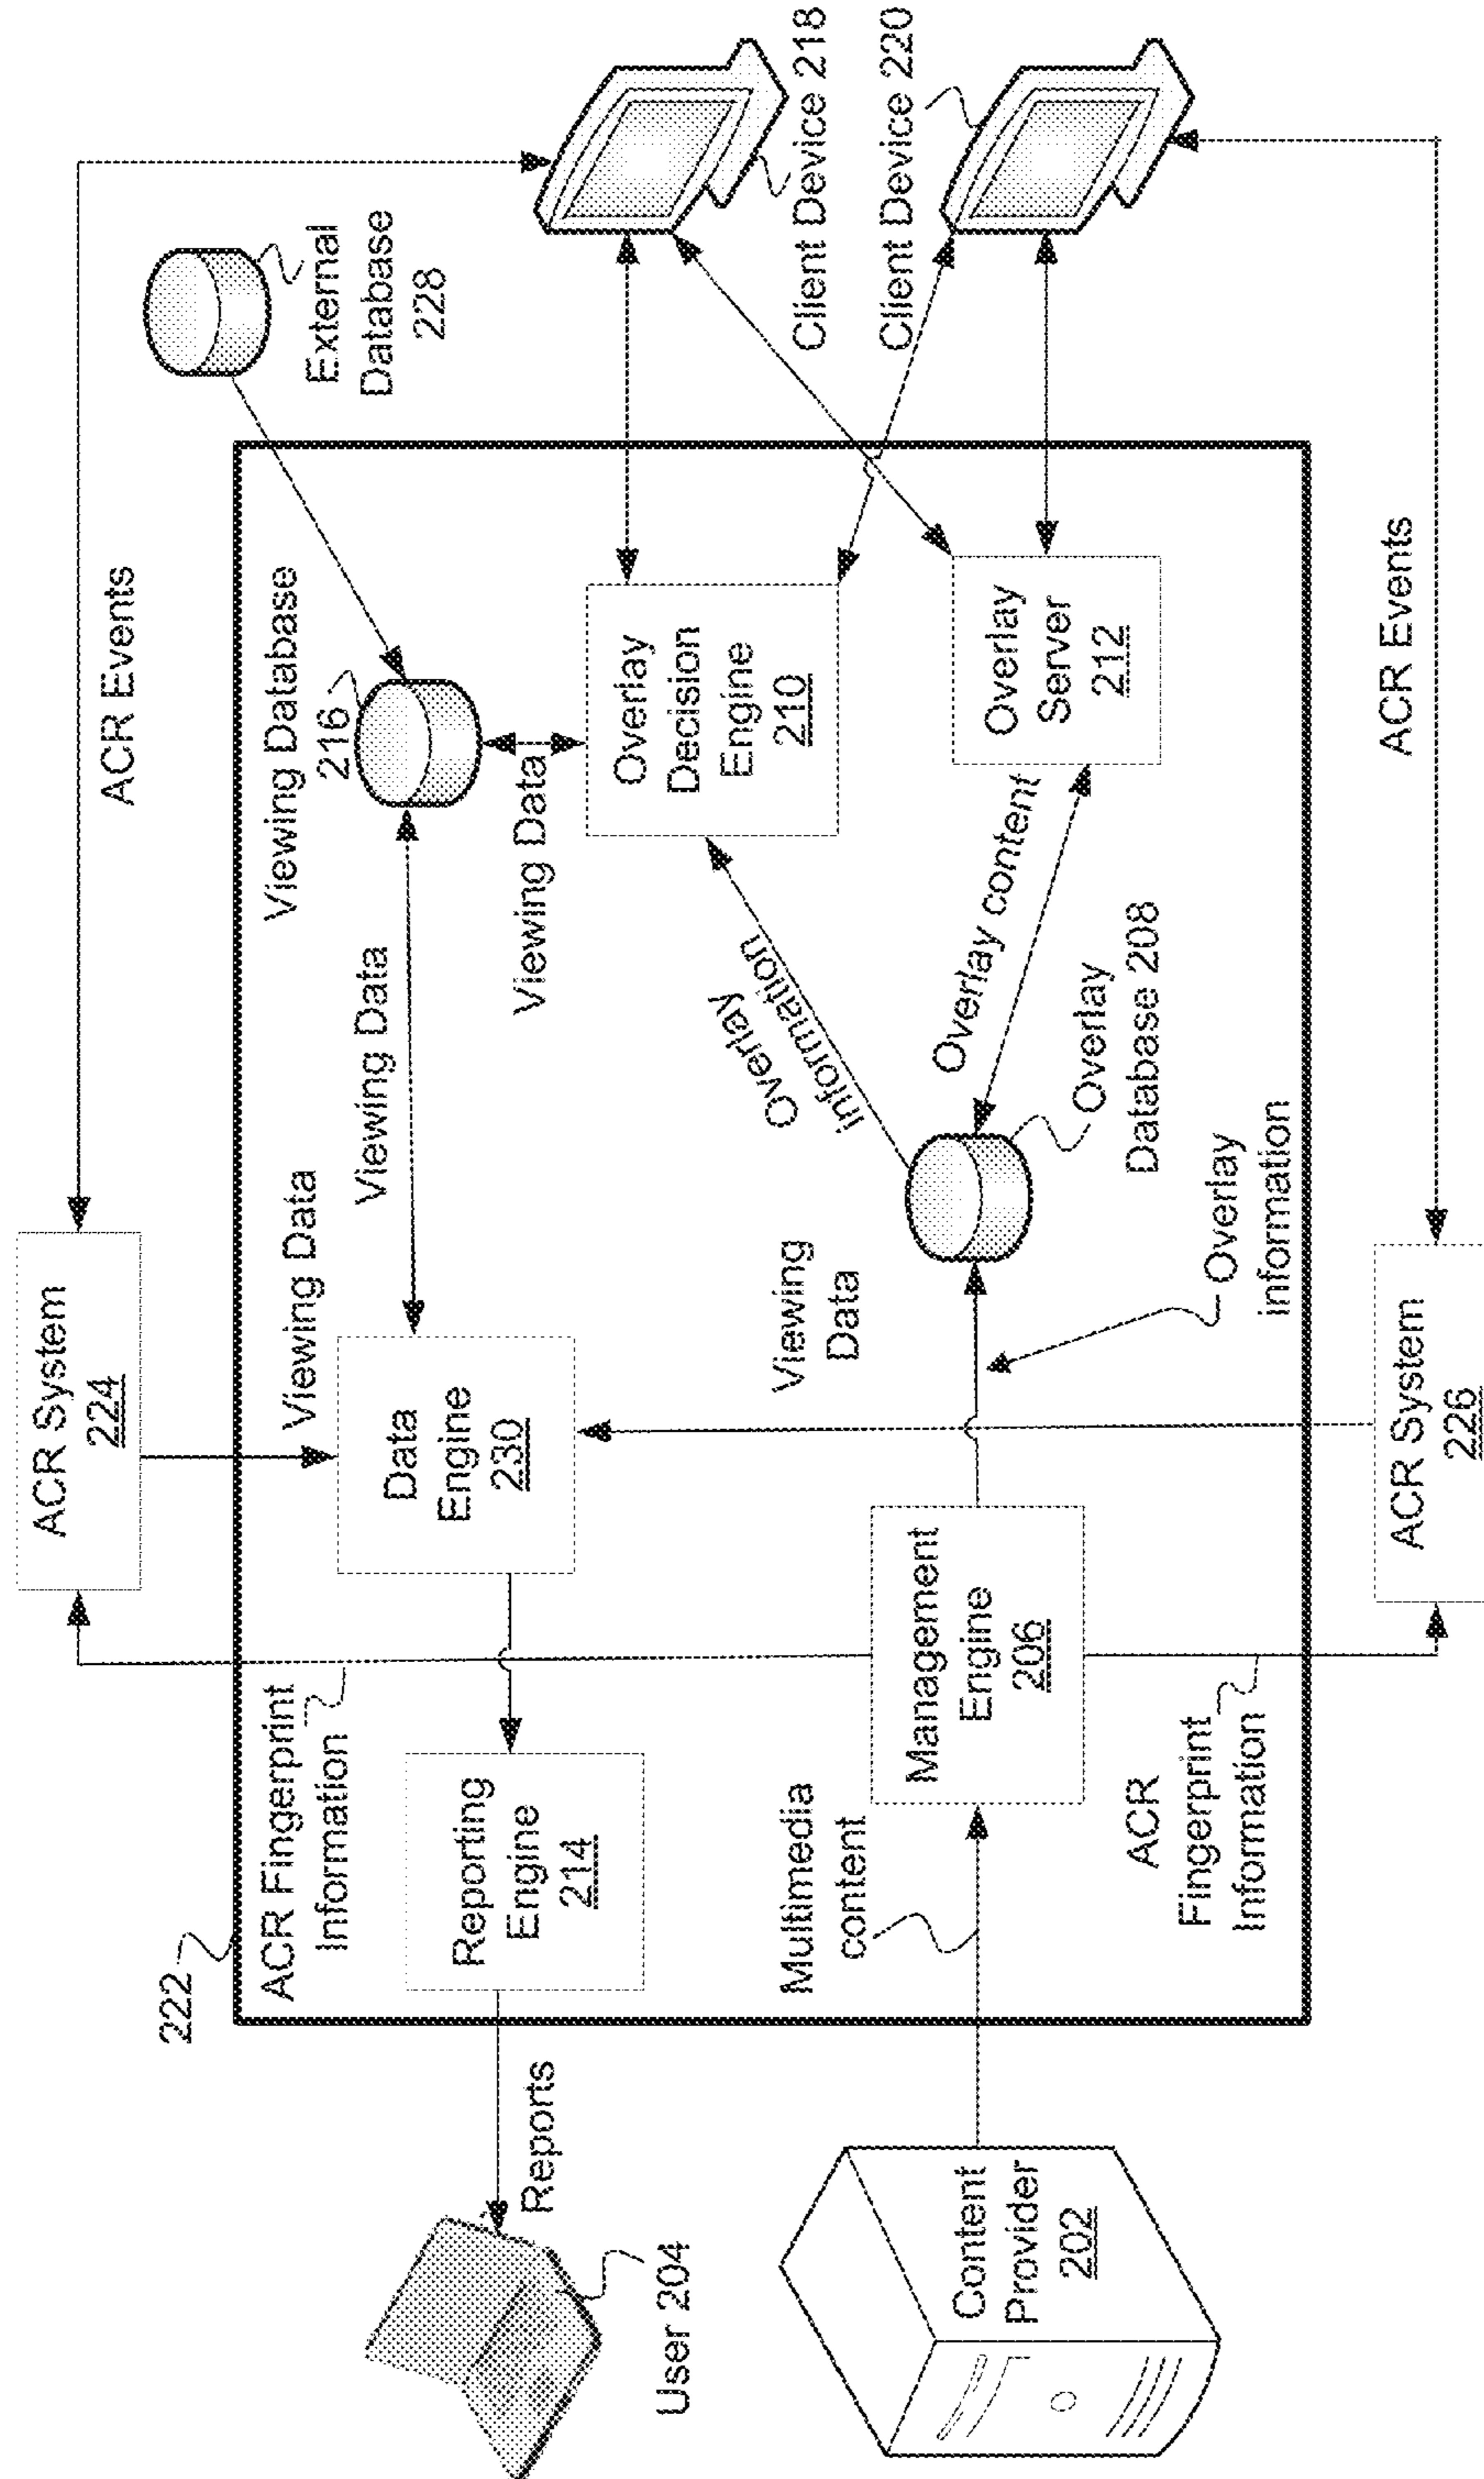 ACR System
224
ACR Events
222
ACR Fingerprint
Information
Viewing Data
Viewing Data
Viewing Database
216
External
Database
228
Reports
User 204
Reporting
Engine
214
Data
Engine
230
Viewing Data
Overlay
Decision
Engine
210
Client Device 218
Multimedia
content
Viewing
Data
Overlay
information
Content
Provider
202
Management
Engine
206
Overlay content
Overlay
Server
212
Client Device 220
Overlay
Database 208
ACR
Fingerprint
Information
Overlay
information
ACR System
226
ACR Events